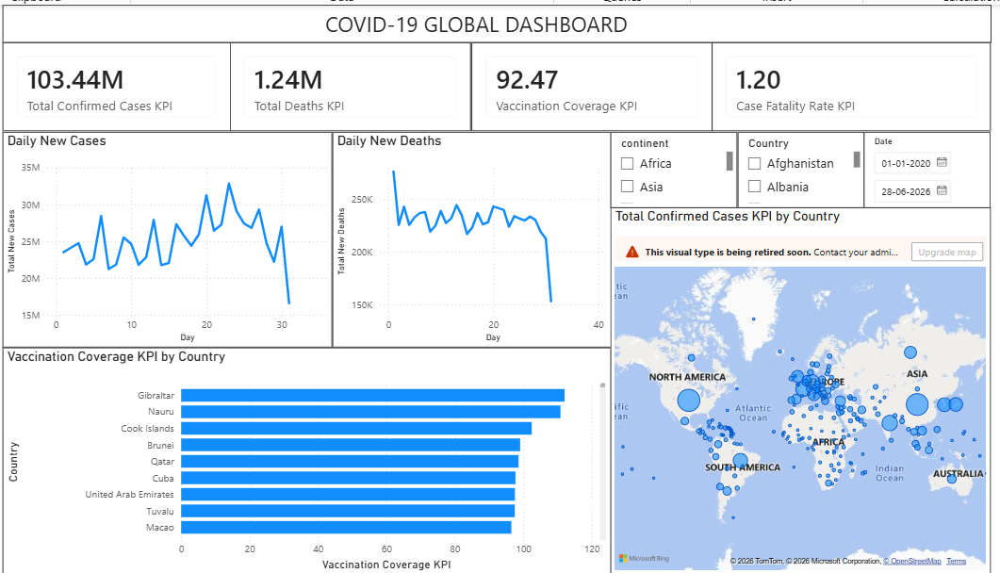 COVID-19 GLOBAL DASHBOARD
103.44M
Total Confirmed Cases KPI
1.24M
Total Deaths KPI
92.47
Vaccination Coverage KPI
1.20
Case Fatality Rate KPI
Daily New Cases
35M
30M
25M
20M
15M
Total New Cases
0 10 20 30
Day
Daily New Deaths
250K
200K
150K
Total New Deaths
0 20 40
Day
continent
Africa
Asia
Country
Afghanistan
Albania
Date
01-01-2020
28-06-2026
Total Confirmed Cases KPI by Country
This visual type is being retired soon. Contact your admi...
Upgrade map
NORTH AMERICA
EUROPE
ASIA
Atlantic
Ocean
AFRICA
SOUTH AMERICA
Indian
Ocean
AUSTRALIA
Microsoft Bing
© 2026 TomTom, © 2026 Microsoft Corporation, © OpenStreetMap Terms
Vaccination Coverage KPI by Country
Country
Gibraltar
Nauru
Cook Islands
Brunei
Qatar
Cuba
United Arab Emirates
Tuvalu
Macao
0 20 40 60 80 100 120
Vaccination Coverage KPI